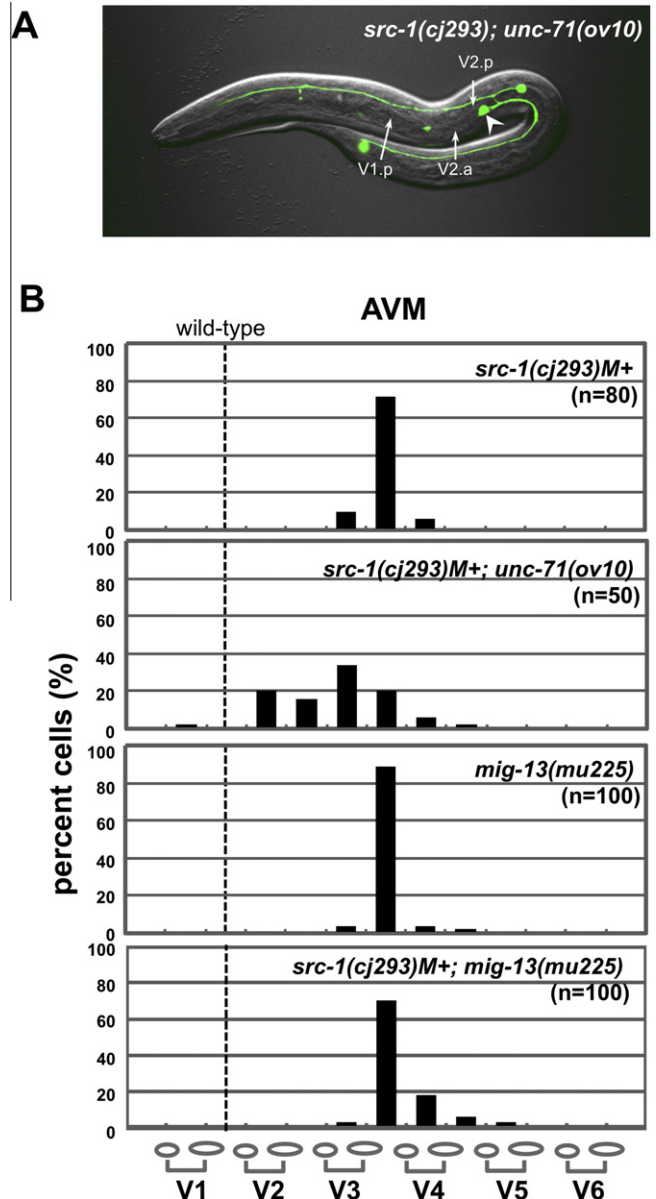 A
src-1(cj293); unc-71(ov10)
V2.p
V1.p
V2.a
B
AVM
wild-type
percent cells (%)
100
80
60
40
20
0
src-1(cj293)M+
(n=80)
100
80
60
40
20
0
src-1(cj293)M+; unc-71(ov10)
(n=50)
100
80
60
40
20
0
mig-13(mu225)
(n=100)
100
80
60
40
20
0
src-1(cj293)M+; mig-13(mu225)
(n=100)
V1 V2 V3 V4 V5 V6